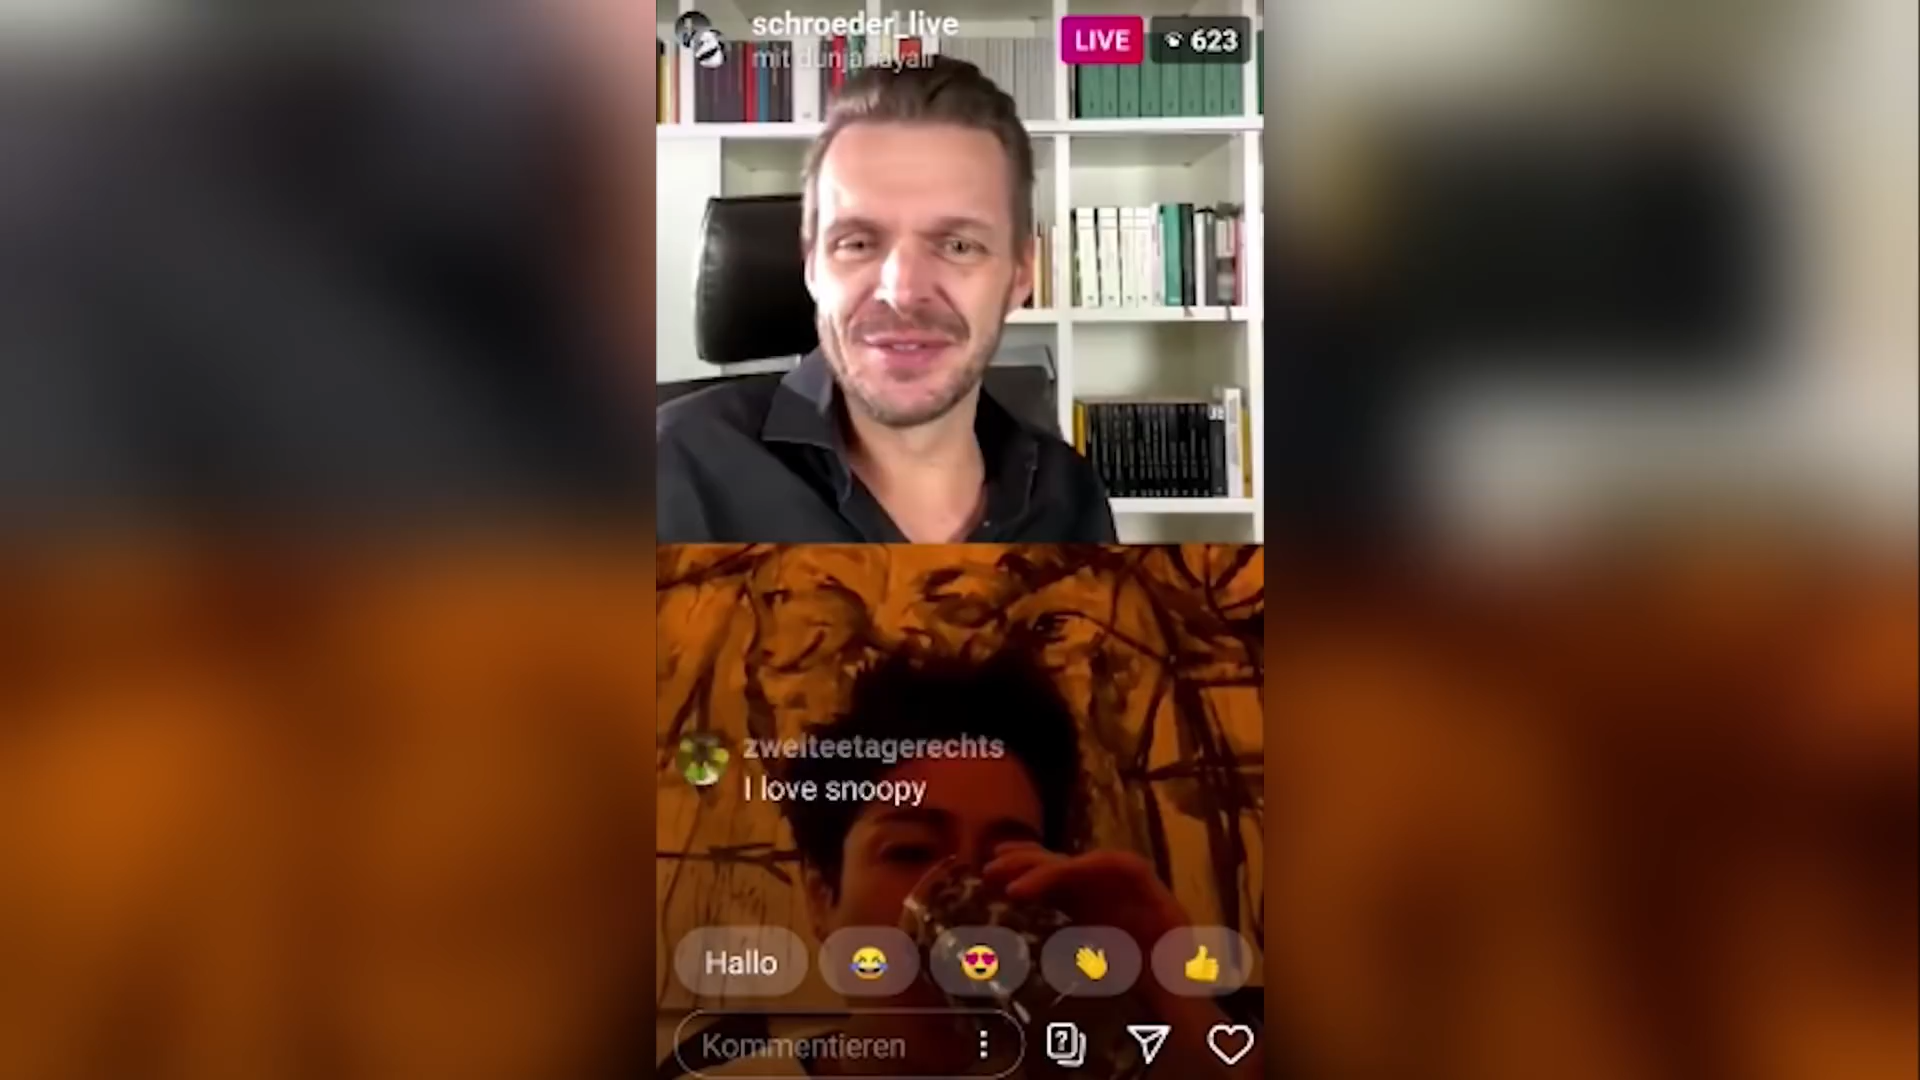 schroeder_live
mit dunjahayali
LIVE
623
zweiteetagerechts
I love snoopy
Hallo
Kommentieren